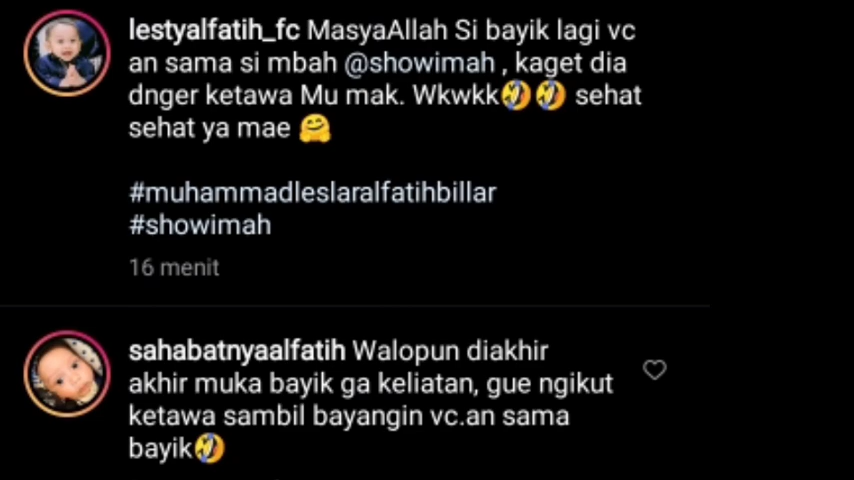 lestyalfatih_fc MasyaAllah Si bayik lagi vc
an sama si mbah @showimah , kaget dia
dnger ketawa Mu mak. Wkwkk🤣🤣 sehat
sehat ya mae 🤗
#muhammadleslaralfatihbillar
#showimah
16 menit
sahabatnyaalfatih Walopun diakhir
akhir muka bayik ga keliatan, gue ngikut
ketawa sambil bayangin vc.an sama
bayik🤣